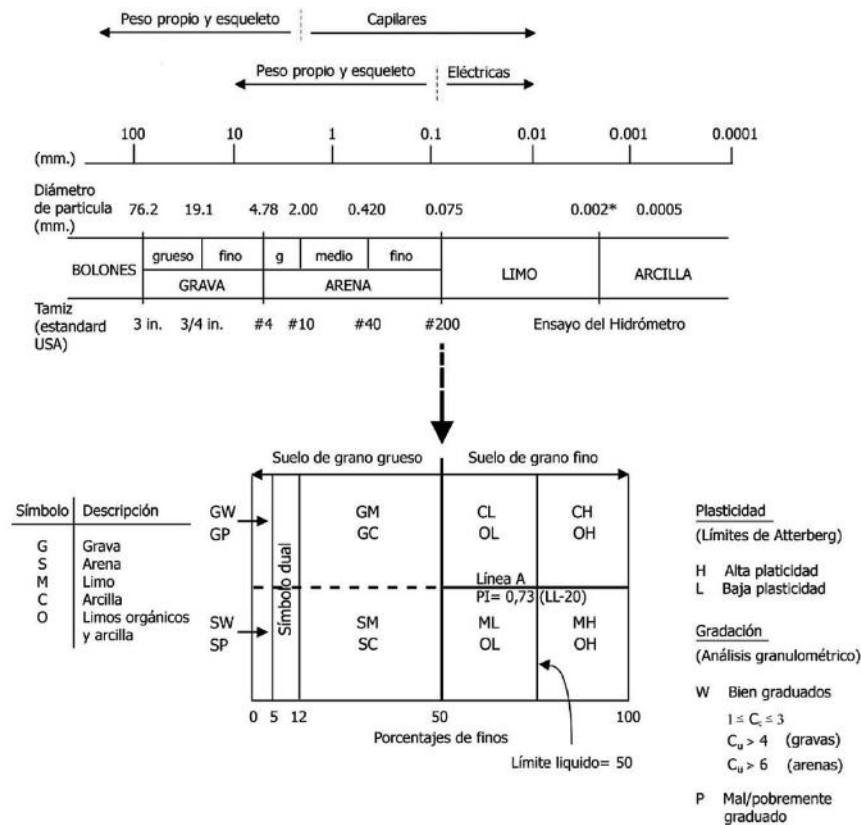 Peso propio y esqueleto Capilares
Peso propio y esqueleto Eléctricas
100 10 1 0.1 0.01 0.001 0.0001
(mm.)
Diámetro
de particula 76.2 19.1 4.78 2.00 0.420 0.075 0.002* 0.0005
(mm.)
grueso fino g medio fino
BOLONES LIMO ARCILLA
GRAVA ARENA
Tamiz
(estandard 3 in. 3/4 in. #4 #10 #40 #200 Ensayo del Hidrómetro
USA)
Suelo de grano grueso Suelo de grano fino
Símbolo Descripción
G Grava
S Arena
M Limo
C Arcilla
O Limos orgánicos
y arcilla
GW GM CL CH
GP GC OL OH
Símbolo dual
Línea A
PI= 0,73 (LL-20)
SW SM ML MH
SP SC OL OH
0 5 12 50 100
Porcentajes de finos
Límite liquido= 50
Plasticidad
(Límites de Atterberg)
H Alta platicidad
L Baja plasticidad
Gradación
(Análisis granulométrico)
W Bien graduados
1 ≤ Cc ≤ 3
Cu > 4 (gravas)
Cu > 6 (arenas)
P Mal/pobremente
graduado